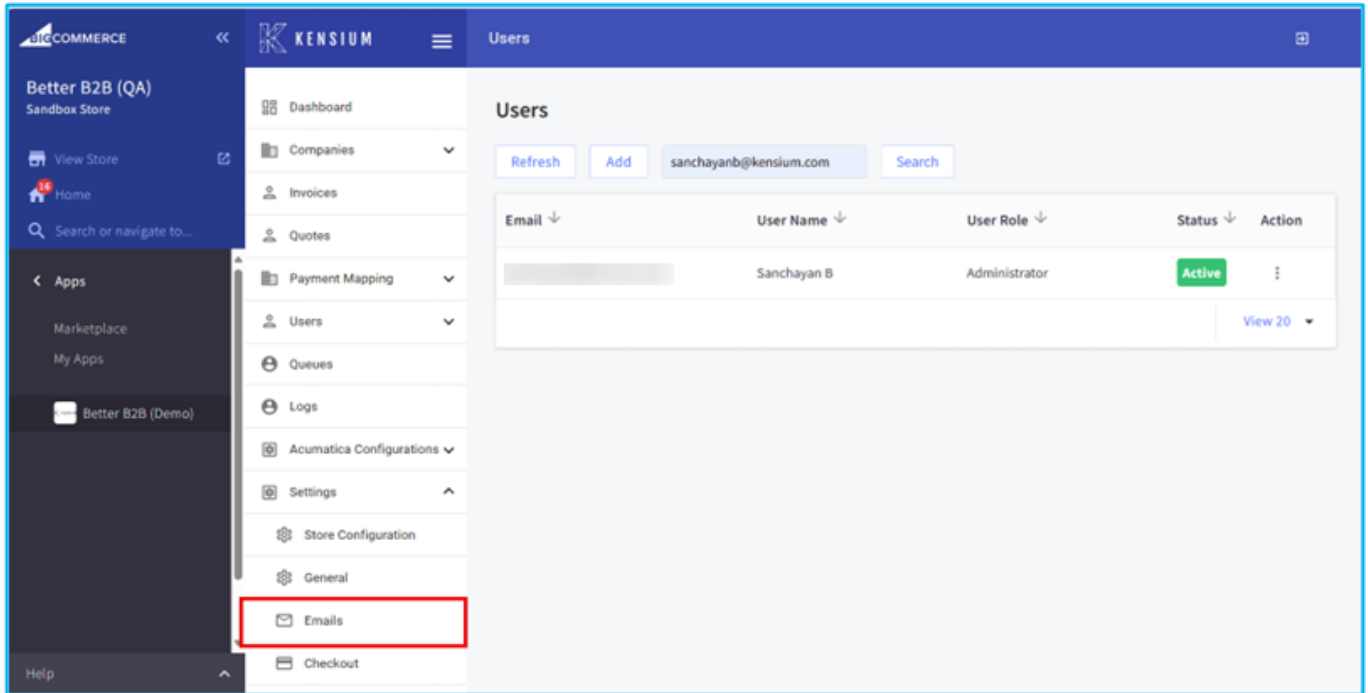 BIGCOMMERCE
Better B2B (QA)
Sandbox Store
View Store
16
Home
Search or navigate to...
Apps
Marketplace
My Apps
Better B2B (Demo)
Help
KENSIUM
Dashboard
Companies
Invoices
Quotes
Payment Mapping
Users
Queues
Logs
Acumatica Configurations
Settings
Store Configuration
General
Emails
Checkout
Users
Users
Refresh Add sanchayanb@kensium.com Search
Email User Name User Role Status Action
Sanchayan B Administrator Active
View 20